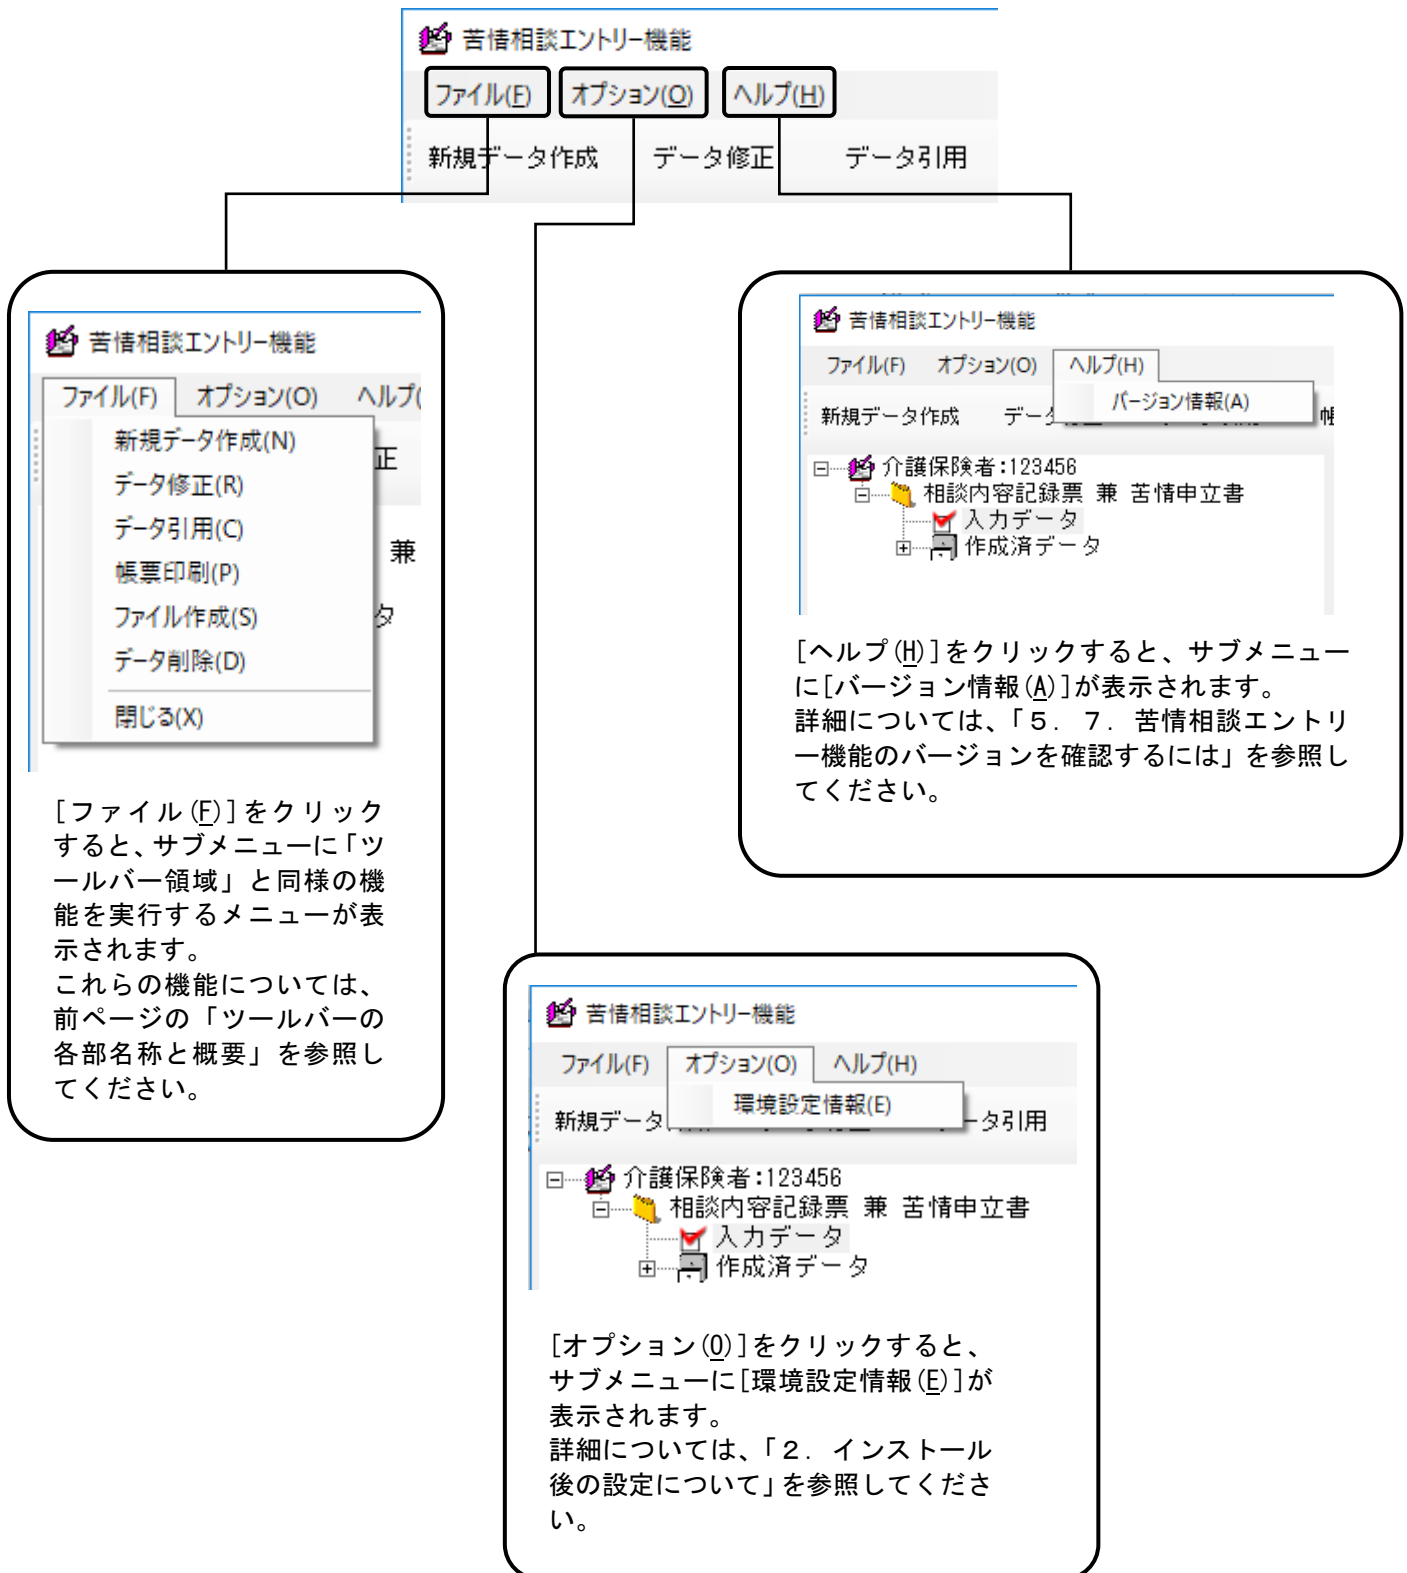 苦情相談エントリー機能
ファイル(F) オプション(O) ヘルプ(H)
新規データ作成 データ修正 データ引用
苦情相談エントリー機能
ファイル(F) オプション(O) ヘルプ(
新規データ作成(N)
正
データ修正(R)
データ引用(C)
兼
帳票印刷(P)
ファイル作成(S)
タ
データ削除(D)
閉じる(X)
[ファイル(F)]をクリック
すると、サブメニューに「ツ
ールバー領域」と同様の機
能を実行するメニューが表
示されます。
これらの機能については、
前ページの「ツールバーの
各部名称と概要」を参照し
てください。
苦情相談エントリー機能
ファイル(F) オプション(O) ヘルプ(H)
バージョン情報(A)
新規データ作成 デー
介護保険者:123456
相談内容記録票 兼 苦情申立書
入力データ
作成済データ
[ヘルプ(H)]をクリックすると、サブメニュー
に[バージョン情報(A)]が表示されます。
詳細については、「5.7.苦情相談エントリ
ー機能のバージョンを確認するには」を参照し
てください。
苦情相談エントリー機能
ファイル(F) オプション(O) ヘルプ(H)
環境設定情報(E)
新規データ ータ引用
介護保険者:123456
相談内容記録票 兼 苦情申立書
入力データ
作成済データ
[オプション(O)]をクリックすると、
サブメニューに[環境設定情報(E)]が
表示されます。
詳細については、「2.インストール
後の設定について」を参照してくださ
い。